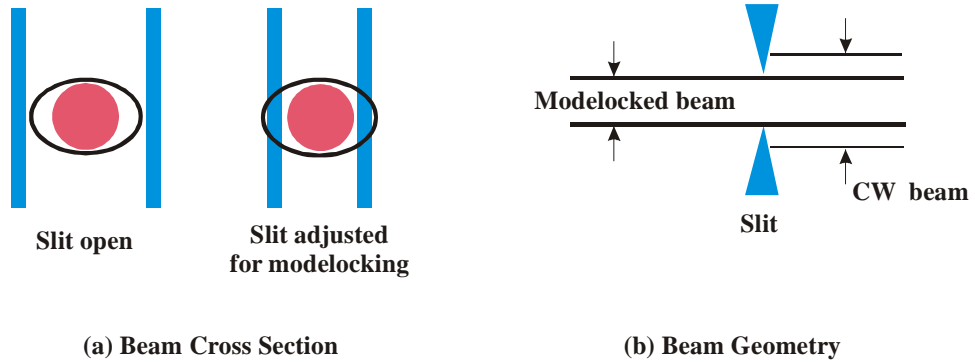 Slit open
Slit adjusted
for modelocking
(a) Beam Cross Section
Modelocked beam
CW beam
Slit
(b) Beam Geometry